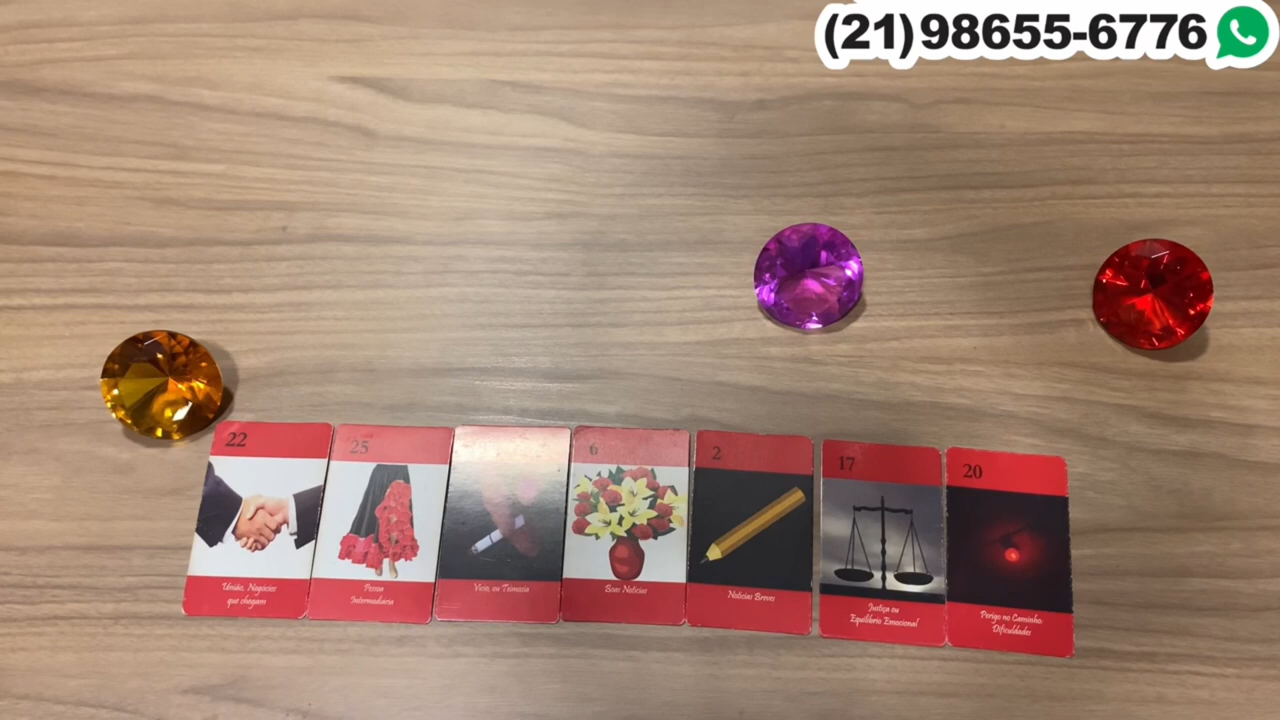 (21)98655-6776
22
União, Negócios
que chegam
25
Pessoa
Intermediária
Vício, ou Teimosia
6
Boas Notícias
2
Notícias Breves
17
Justiça ou
Equilíbrio Emocional
20
Perigo no Caminho.
Dificuldades